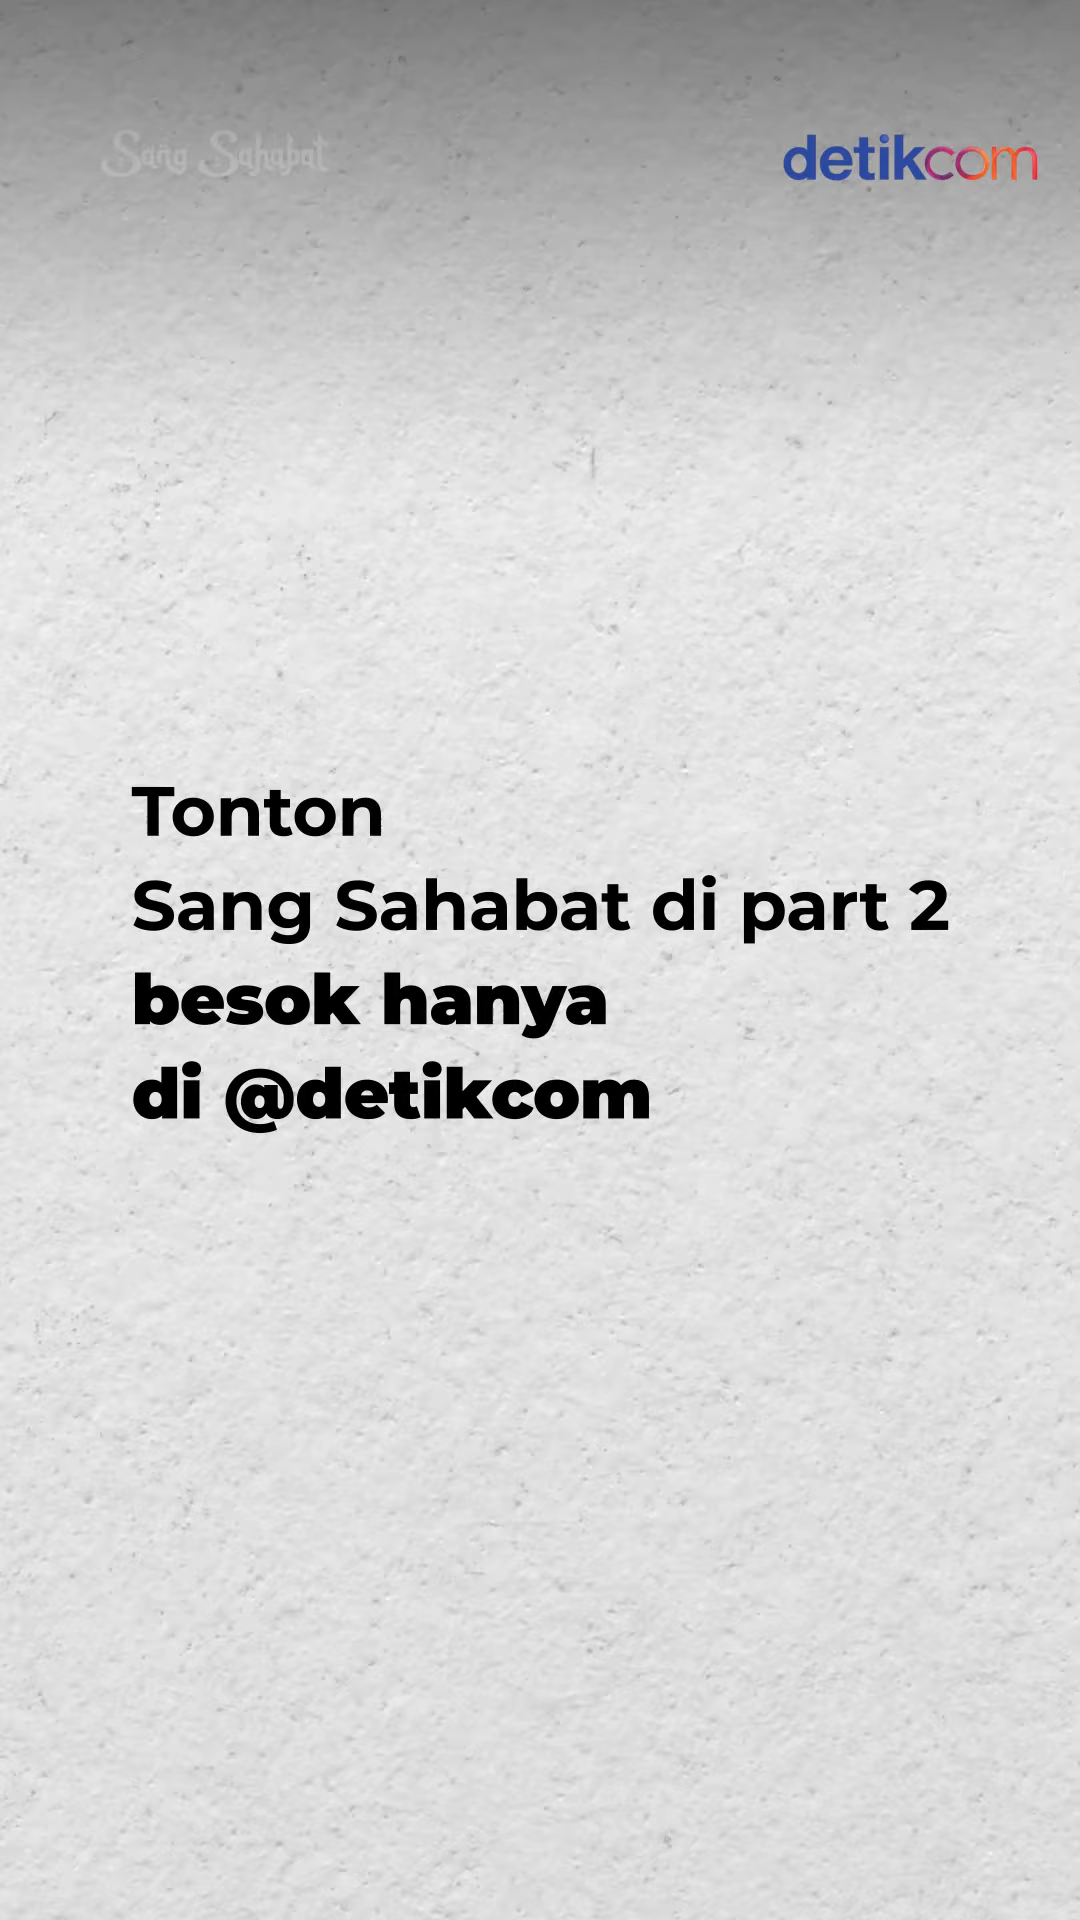 Sang Sahabat
detikcom
Tonton
Sang Sahabat di part 2
besok hanya
di @detikcom